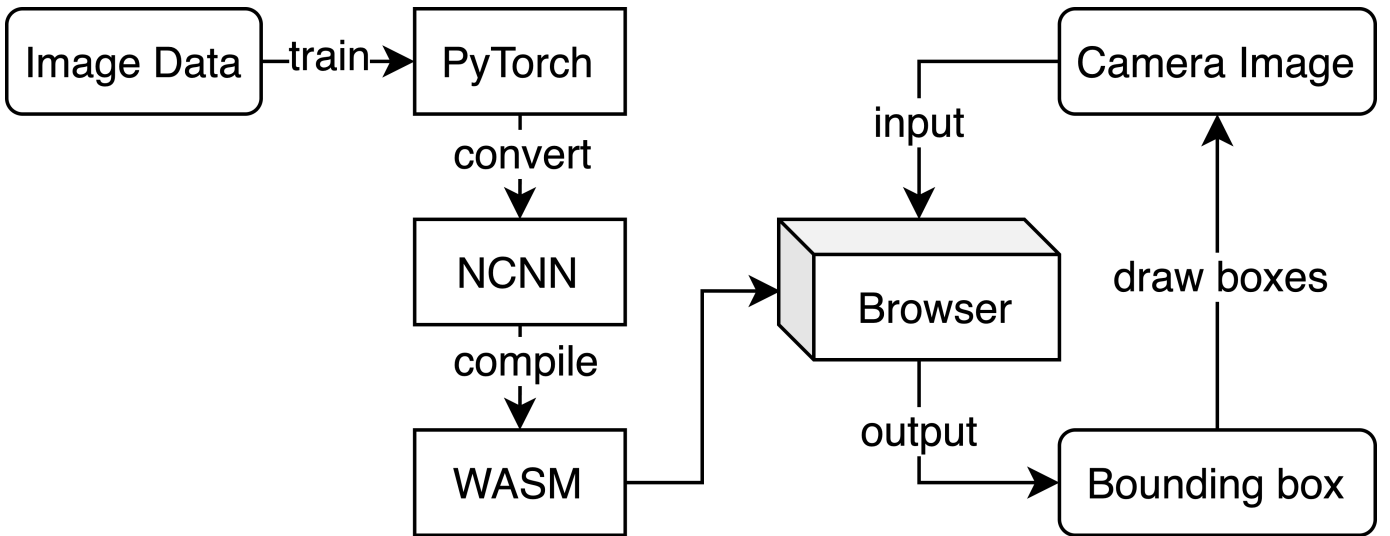 Image Data
train
PyTorch
convert
NCNN
compile
WASM
Camera Image
input
Browser
output
Bounding box
draw boxes